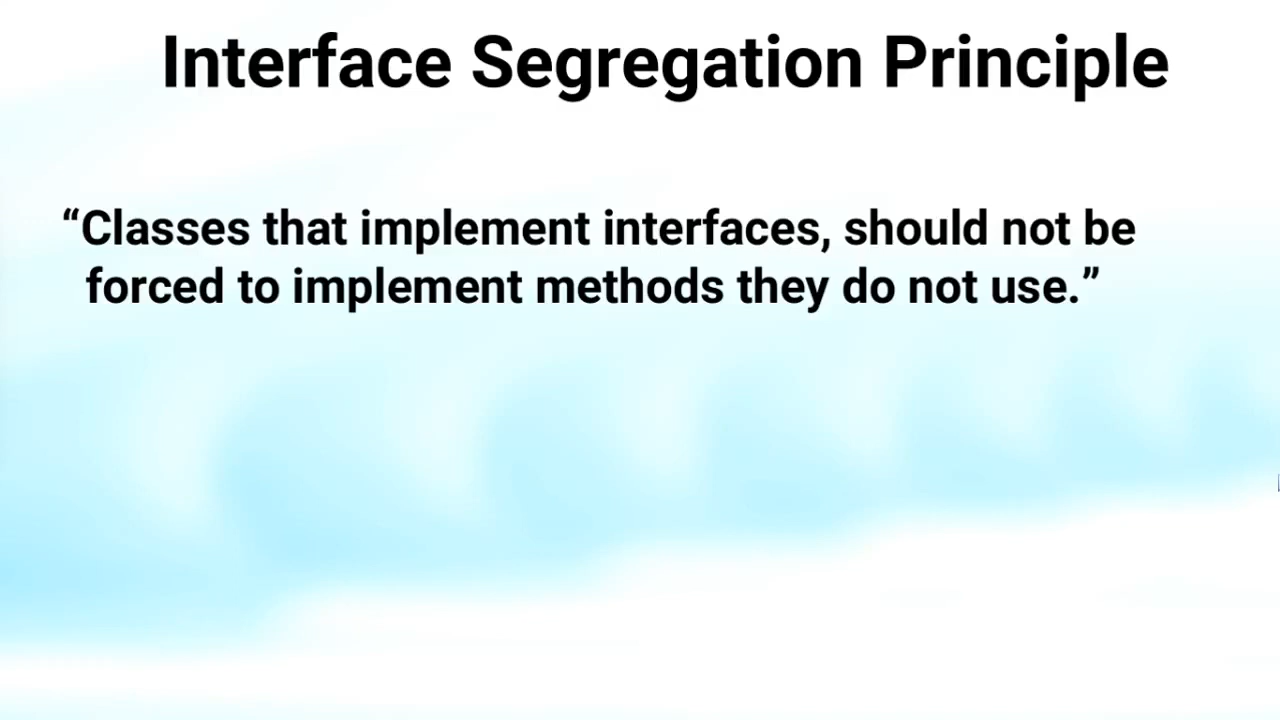 Interface Segregation Principle
“Classes that implement interfaces, should not be
forced to implement methods they do not use.”